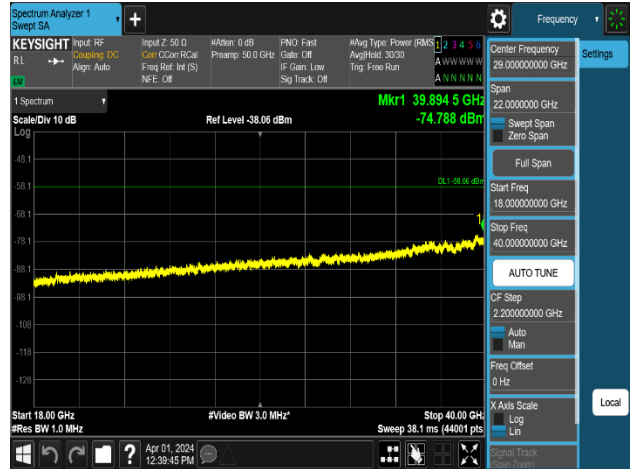 Spectrum Analyzer 1
Swept SA
Frequency
KEYSIGHT
R L
LW
Input: RF
Coupling: DC
Align: Auto
Input Z: 50 Ω
Corr CCorr RCal
Freq Ref: Int (S)
NFE: Off
#Atten: 0 dB
Preamp: 50.0 GHz
PNO: Fast
Gate: Off
IF Gain: Low
Sig Track: Off
#Avg Type: Power (RMS
Avg|Hold: 30/30
Trig: Free Run
1 2 3 4 5 6
A W W W W W
A N N N N N
1 Spectrum
Scale/Div 10 dB
Log
Ref Level -38.06 dBm
Mkr1 39.894 5 GHz
-74.788 dBm
DL1 -58.06 dBm
1
-48.1
-58.1
-68.1
-78.1
-88.1
-98.1
-108
-118
-128
Start 18.00 GHz
#Res BW 1.0 MHz
#Video BW 3.0 MHz*
Stop 40.00 GHz
Sweep 38.1 ms (44001 pts
Apr 01, 2024
12:39:45 PM
Center Frequency
29.000000000 GHz
Span
22.0000000 GHz
Swept Span
Zero Span
Full Span
Start Freq
18.000000000 GHz
Stop Freq
40.000000000 GHz
AUTO TUNE
CF Step
2.200000000 GHz
Auto
Man
Freq Offset
0 Hz
X Axis Scale
Log
Lin
Signal Track
(Span Zoom)
Settings
Local